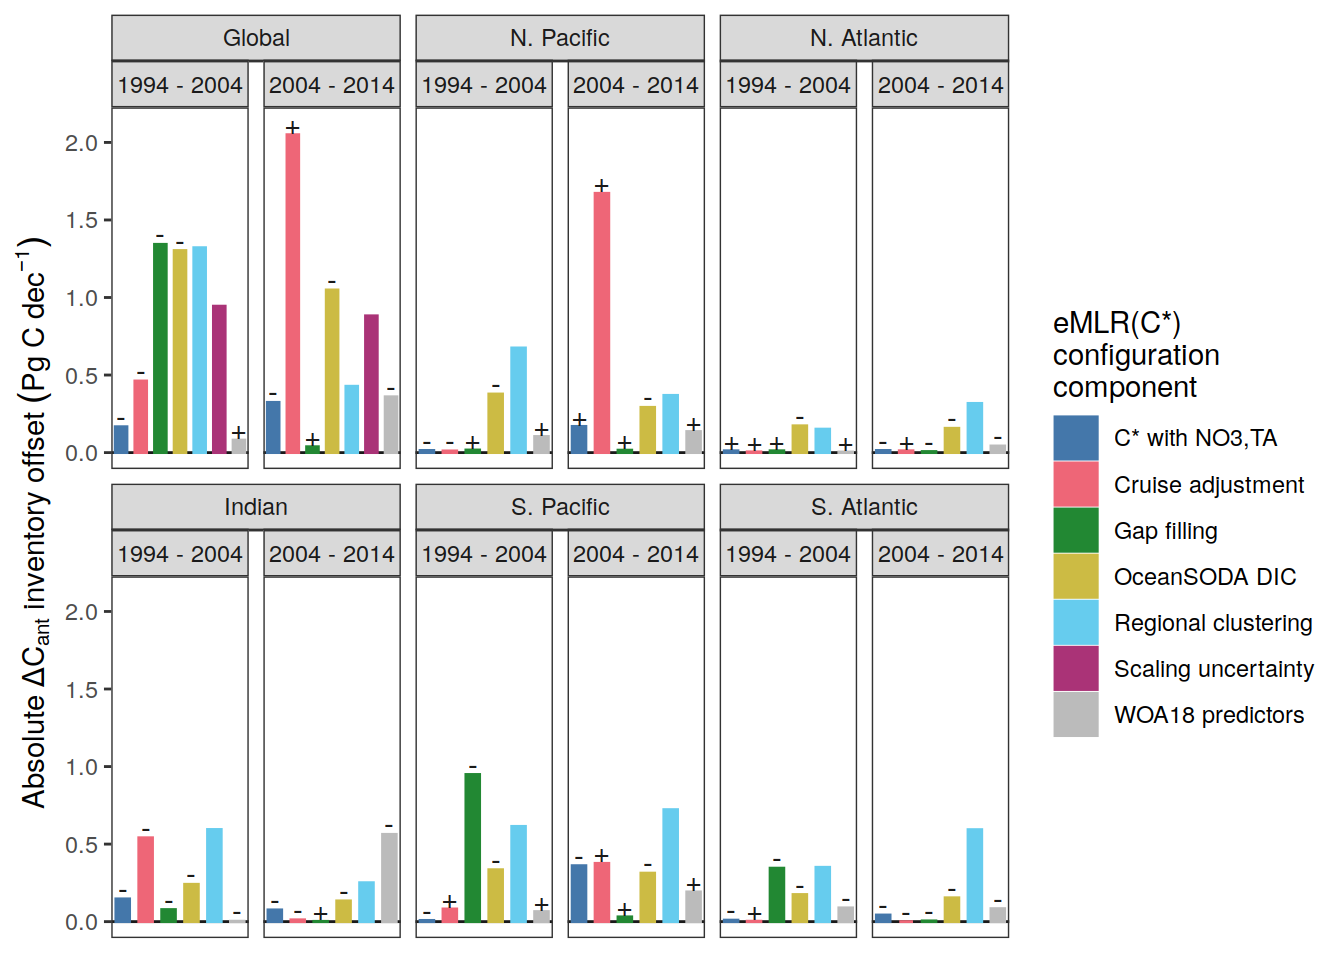 Global
N. Pacific
N. Atlantic
1994 - 2004
2004 - 2014
1994 - 2004
2004 - 2014
1994 - 2004
2004 - 2014
2.0
1.5
1.0
0.5
0.0
- - - - +
- + + - -
- - + - +
+ + - +
+ + + - +
- + - - -
Indian
S. Pacific
S. Atlantic
1994 - 2004
2004 - 2014
1994 - 2004
2004 - 2014
1994 - 2004
2004 - 2014
2.0
1.5
1.0
0.5
0.0
- - - - -
- - + - -
- + - - +
- + + - +
- + - - -
- - - - -
Absolute ΔCant inventory offset (Pg C dec⁻¹)
eMLR(C*)
configuration
component
C* with NO3,TA
Cruise adjustment
Gap filling
OceanSODA DIC
Regional clustering
Scaling uncertainty
WOA18 predictors